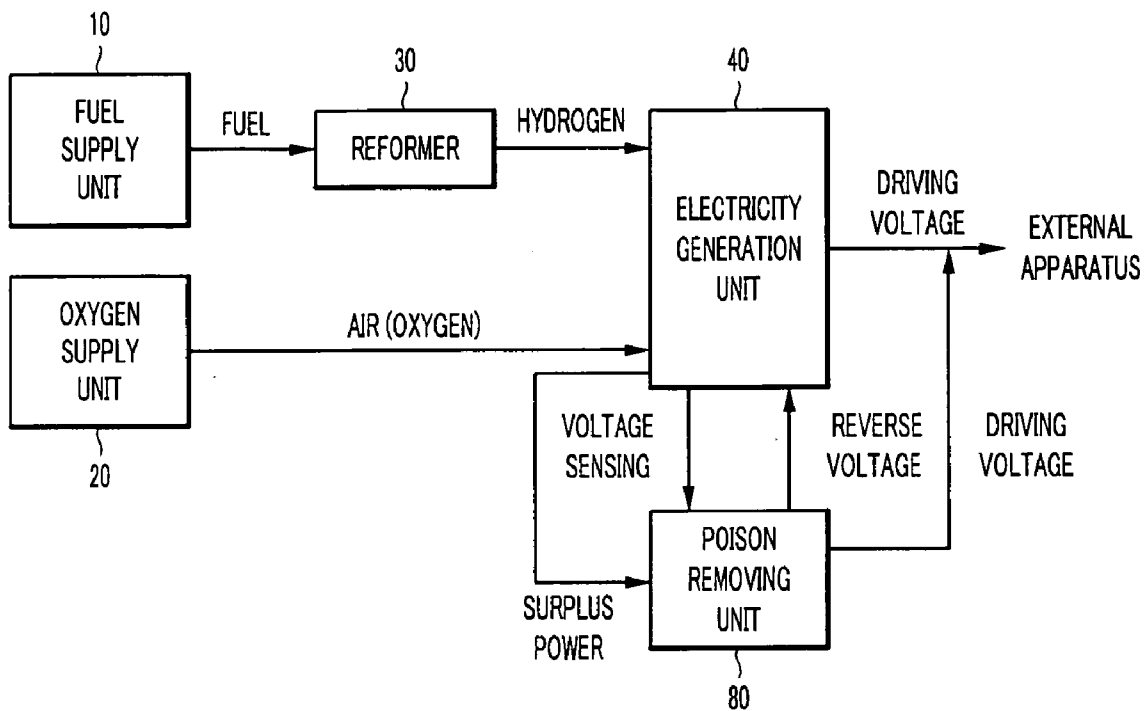 10
FUEL
SUPPLY
UNIT
FUEL
30
REFORMER
HYDROGEN
40
ELECTRICITY
GENERATION
UNIT
DRIVING
VOLTAGE
EXTERNAL
APPARATUS
OXYGEN
SUPPLY
UNIT
20
AIR (OXYGEN)
VOLTAGE
SENSING
REVERSE
VOLTAGE
DRIVING
VOLTAGE
SURPLUS
POWER
POISON
REMOVING
UNIT
80